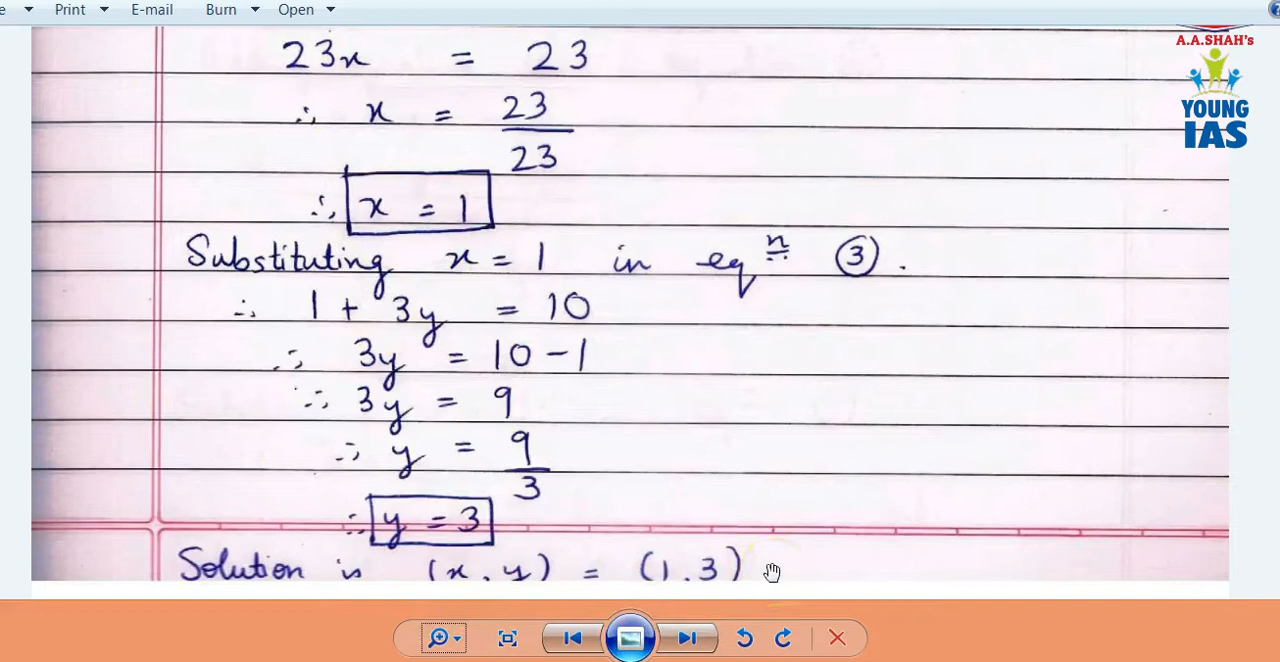 Print E-mail Burn Open
A.A.SHAH's
YOUNG
IAS
23x = 23
∴ x = 23/23
∴ x = 1
Substituting x = 1 in eqⁿ ③.
∴ 1 + 3y = 10
∴ 3y = 10 - 1
∴ 3y = 9
∴ y = 9/3
∴ y = 3
Solution is (x, y) = (1, 3)